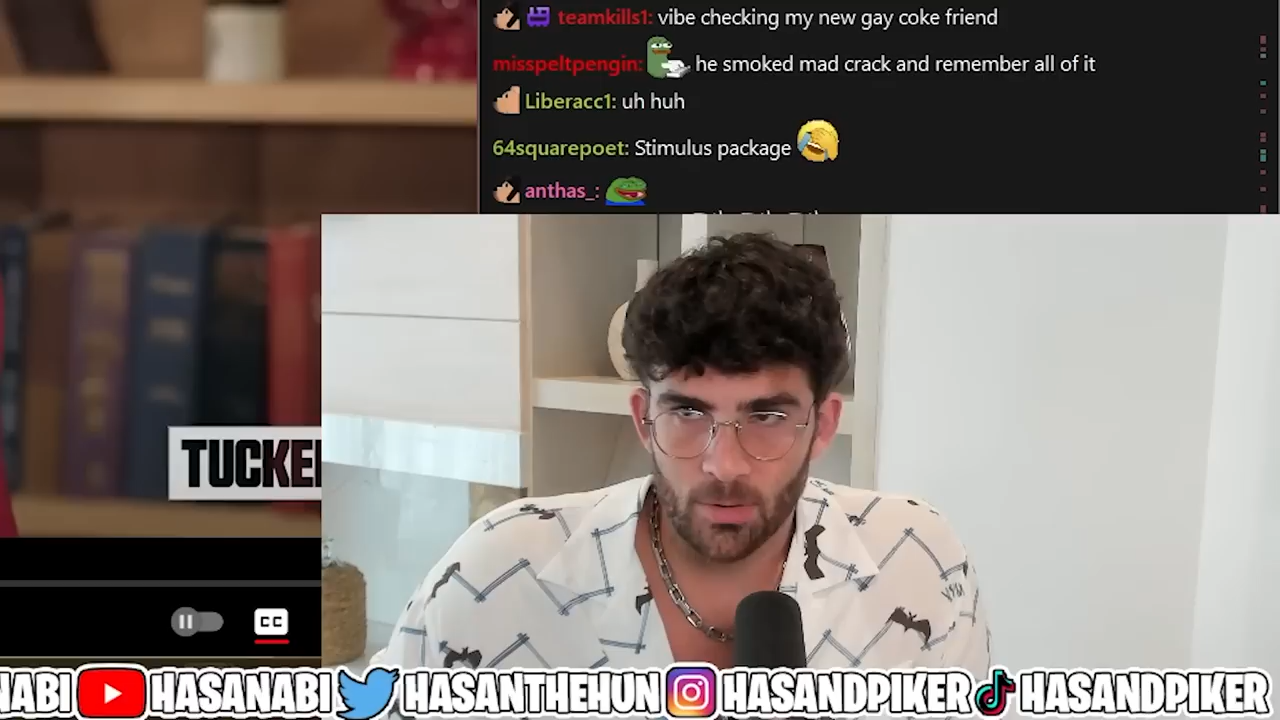 teamkills1: vibe checking my new gay coke friend
misspeltpengin: he smoked mad crack and remember all of it
Liberacc1: uh huh
64squarepoet: Stimulus package
anthas_:
TUCKE
CC
NABI HASANABI HASANTHEHUN HASANDPIKER HASANDPIKER